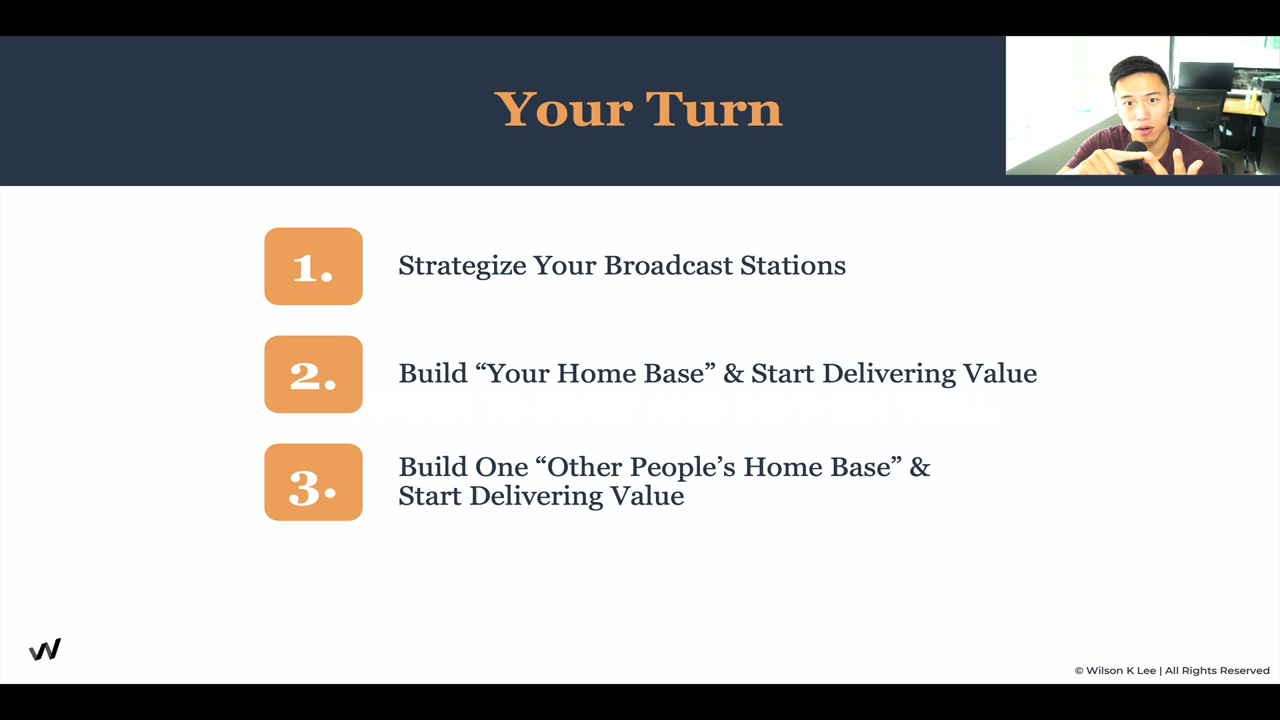 Your Turn
1.
Strategize Your Broadcast Stations
2.
Build “Your Home Base” & Start Delivering Value
3.
Build One “Other People’s Home Base” &
Start Delivering Value
© Wilson K Lee | All Rights Reserved